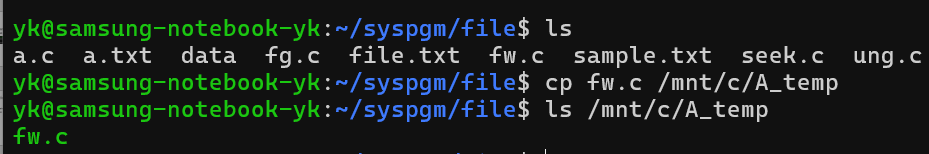 yk@samsung-notebook-yk:~/syspgm/file$ ls
a.c  a.txt  data  fg.c  file.txt  fw.c  sample.txt  seek.c  ung.c
yk@samsung-notebook-yk:~/syspgm/file$ cp fw.c /mnt/c/A_temp
yk@samsung-notebook-yk:~/syspgm/file$ ls /mnt/c/A_temp
fw.c